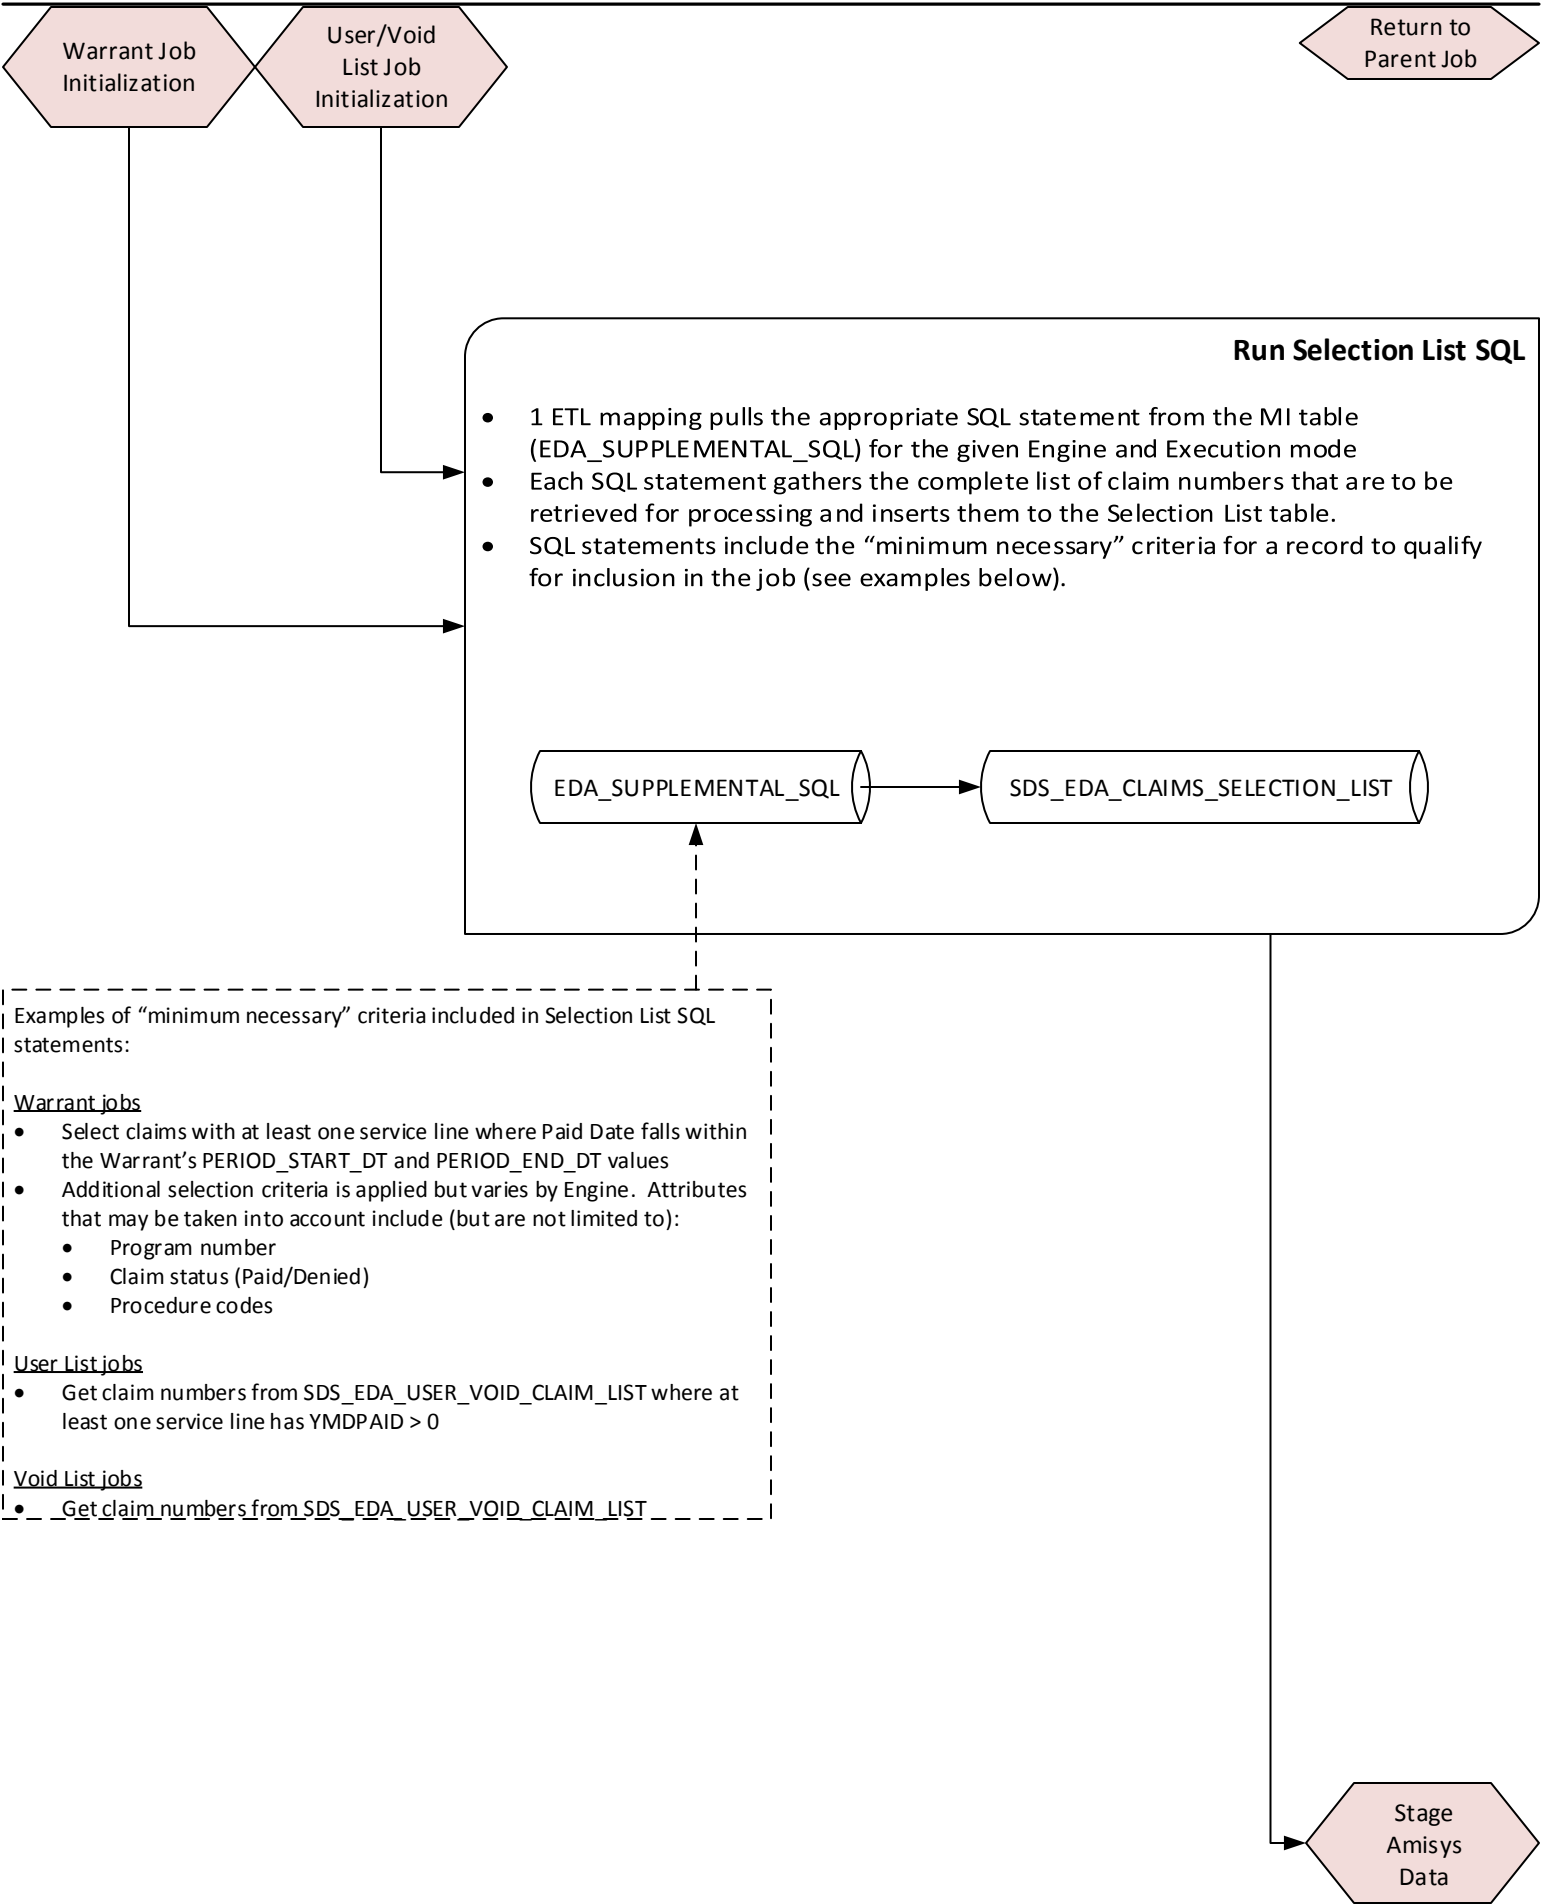 Warrant Job
Initialization
User/Void
List Job
Initialization
Return to
Parent Job
Run Selection List SQL
• 1 ETL mapping pulls the appropriate SQL statement from the MI table
(EDA_SUPPLEMENTAL_SQL) for the given Engine and Execution mode
• Each SQL statement gathers the complete list of claim numbers that are to be
retrieved for processing and inserts them to the Selection List table.
• SQL statements include the “minimum necessary” criteria for a record to qualify
for inclusion in the job (see examples below).
EDA_SUPPLEMENTAL_SQL
SDS_EDA_CLAIMS_SELECTION_LIST
Examples of “minimum necessary” criteria included in Selection List SQL
statements:
Warrant jobs
• Select claims with at least one service line where Paid Date falls within
the Warrant’s PERIOD_START_DT and PERIOD_END_DT values
• Additional selection criteria is applied but varies by Engine.  Attributes
that may be taken into account include (but are not limited to):
• Program number
• Claim status (Paid/Denied)
• Procedure codes
User List jobs
• Get claim numbers from SDS_EDA_USER_VOID_CLAIM_LIST where at
least one service line has YMDPAID > 0
Void List jobs
• Get claim numbers from SDS_EDA_USER_VOID_CLAIM_LIST
Stage
Amisys
Data